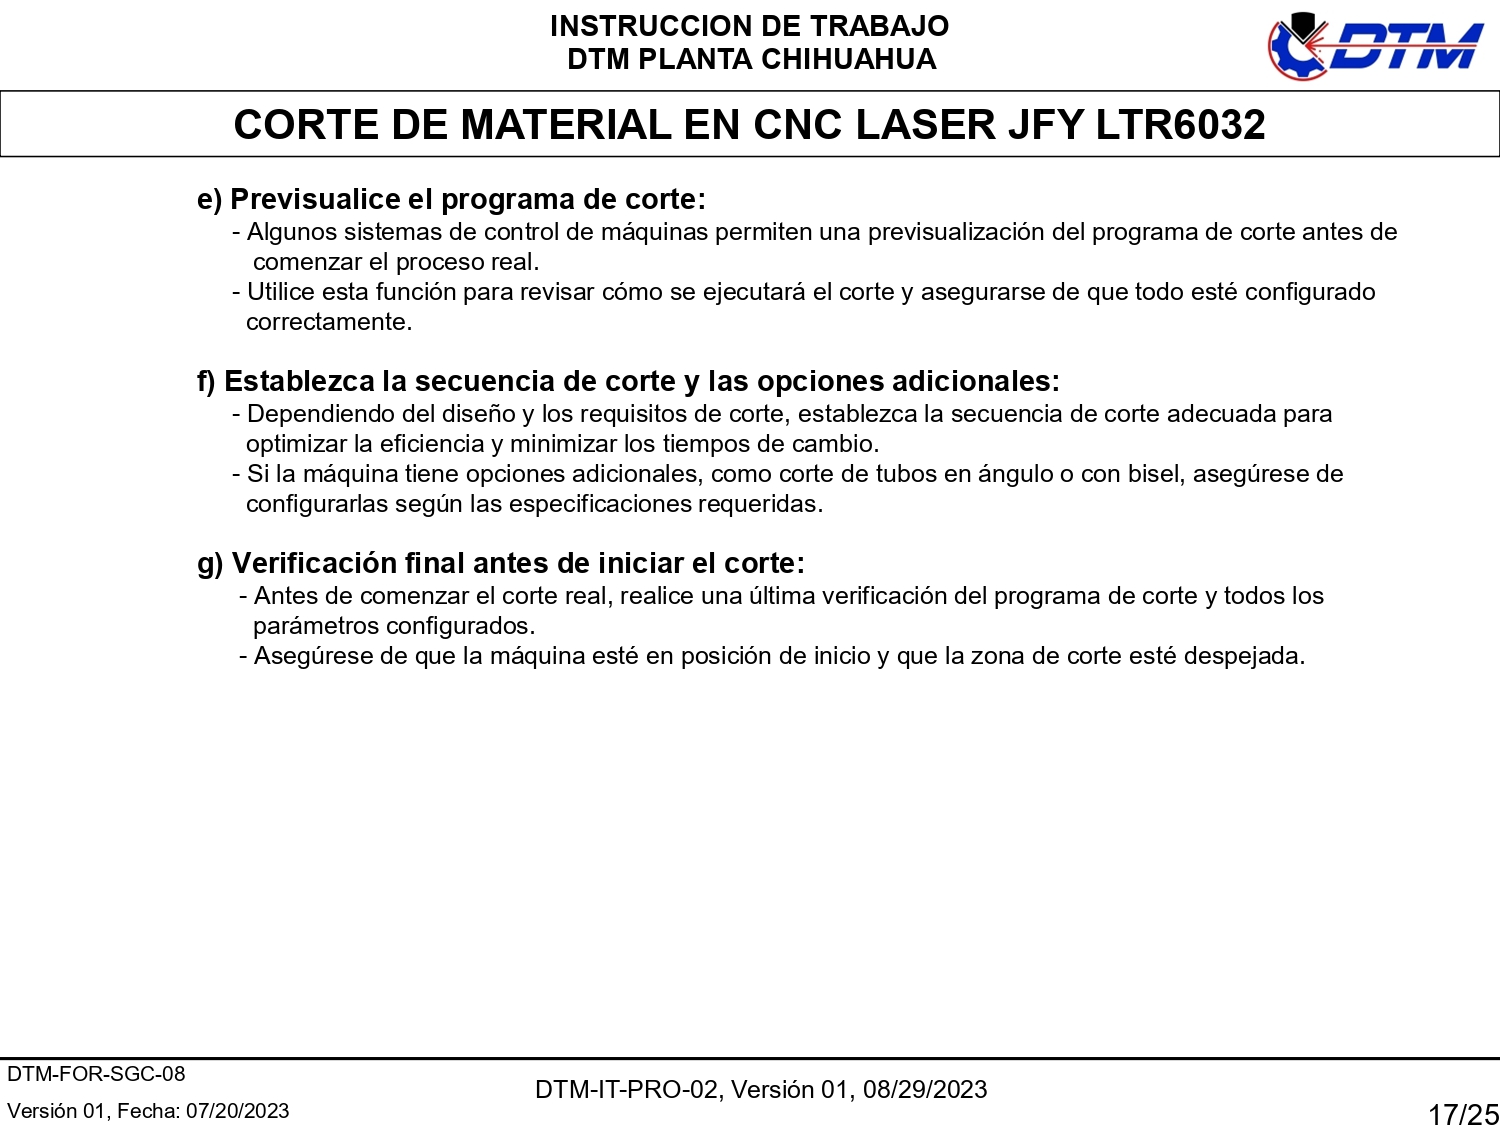 INSTRUCCION DE TRABAJO
DTM PLANTA CHIHUAHUA
DTM
CORTE DE MATERIAL EN CNC LASER JFY LTR6032
e) Previsualice el programa de corte:
- Algunos sistemas de control de máquinas permiten una previsualización del programa de corte antes de
comenzar el proceso real.
- Utilice esta función para revisar cómo se ejecutará el corte y asegurarse de que todo esté configurado
correctamente.
f) Establezca la secuencia de corte y las opciones adicionales:
- Dependiendo del diseño y los requisitos de corte, establezca la secuencia de corte adecuada para
optimizar la eficiencia y minimizar los tiempos de cambio.
- Si la máquina tiene opciones adicionales, como corte de tubos en ángulo o con bisel, asegúrese de
configurarlas según las especificaciones requeridas.
g) Verificación final antes de iniciar el corte:
- Antes de comenzar el corte real, realice una última verificación del programa de corte y todos los
parámetros configurados.
- Asegúrese de que la máquina esté en posición de inicio y que la zona de corte esté despejada.
DTM-FOR-SGC-08
Versión 01, Fecha: 07/20/2023
DTM-IT-PRO-02, Versión 01, 08/29/2023
17/25